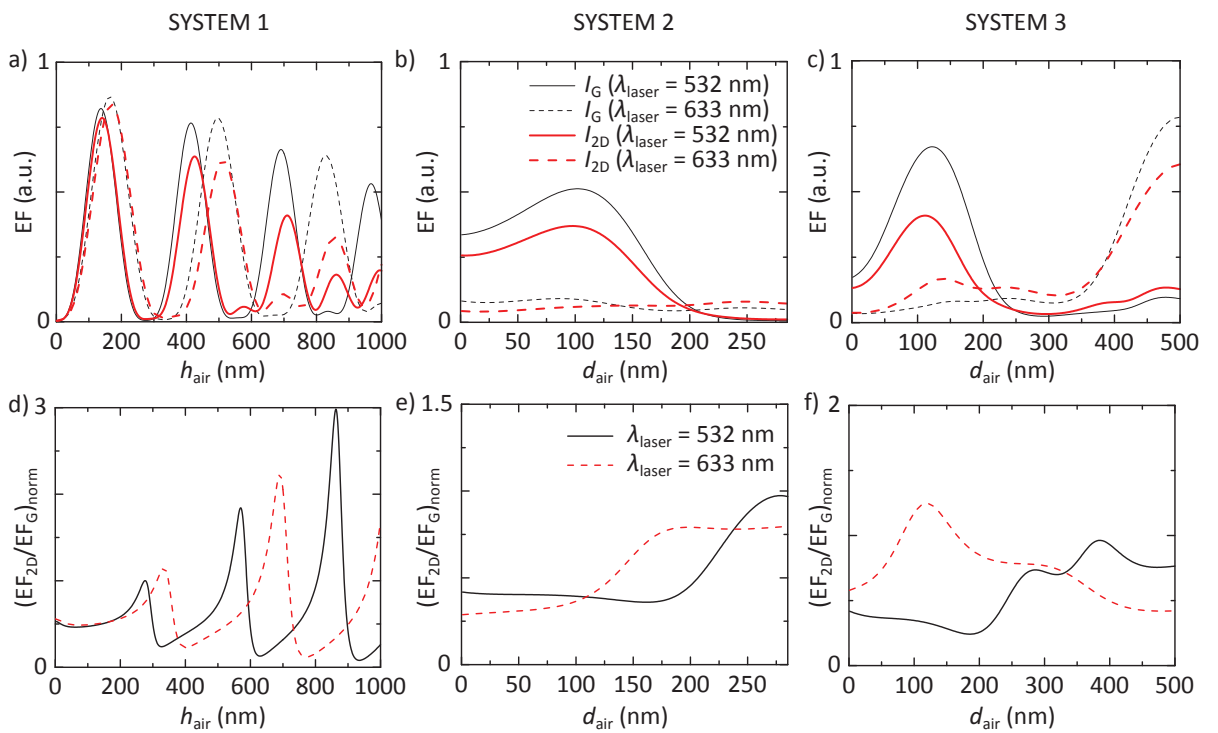 SYSTEM 1
SYSTEM 2
SYSTEM 3
a)
1
0
EF (a.u.)
0 200 400 600 800 1000
h_air (nm)
b)
1
0
EF (a.u.)
I_G (λ_laser = 532 nm)
I_G (λ_laser = 633 nm)
I_2D (λ_laser = 532 nm)
I_2D (λ_laser = 633 nm)
0 50 100 150 200 250
d_air (nm)
c)
1
0
EF (a.u.)
0 100 200 300 400 500
d_air (nm)
d)
3
0
(EF_2D/EF_G)_norm
0 200 400 600 800 1000
h_air (nm)
e)
1.5
0
(EF_2D/EF_G)_norm
λ_laser = 532 nm
λ_laser = 633 nm
0 50 100 150 200 250
d_air (nm)
f)
2
0
(EF_2D/EF_G)_norm
0 100 200 300 400 500
d_air (nm)